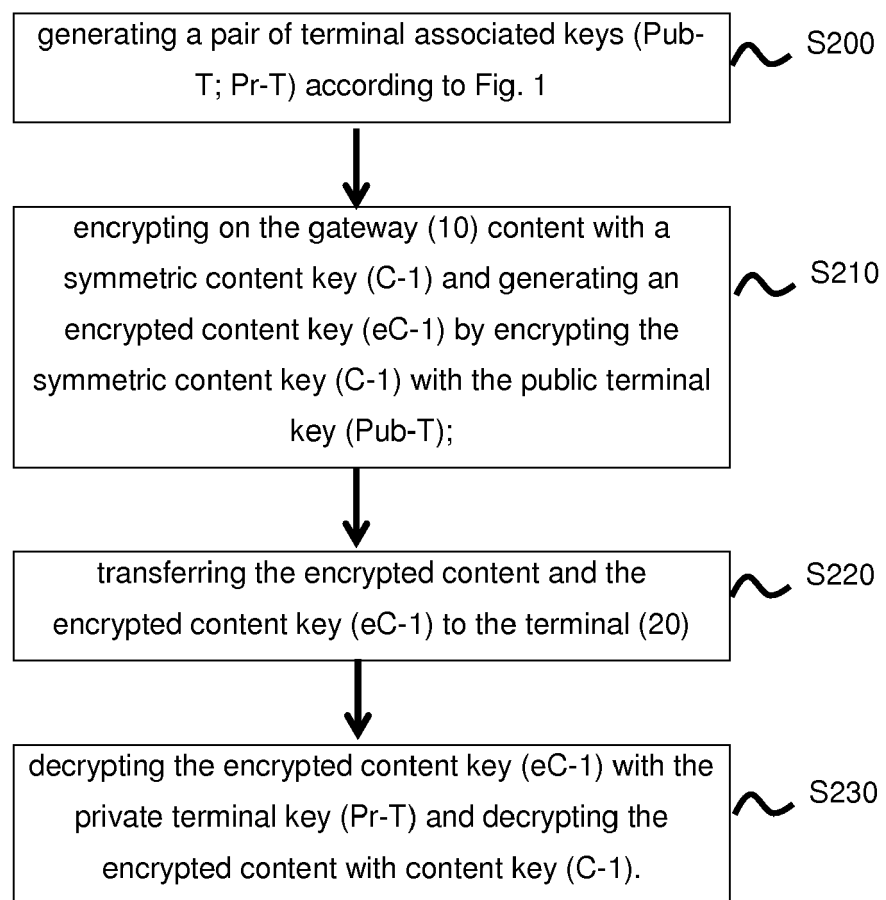 generating a pair of terminal associated keys (Pub-
T; Pr-T) according to Fig. 1
S200
encrypting on the gateway (10) content with a
symmetric content key (C-1) and generating an
encrypted content key (eC-1) by encrypting the
symmetric content key (C-1) with the public terminal
key (Pub-T);
S210
transferring the encrypted content and the
encrypted content key (eC-1) to the terminal (20)
S220
decrypting the encrypted content key (eC-1) with the
private terminal key (Pr-T) and decrypting the
encrypted content with content key (C-1).
S230